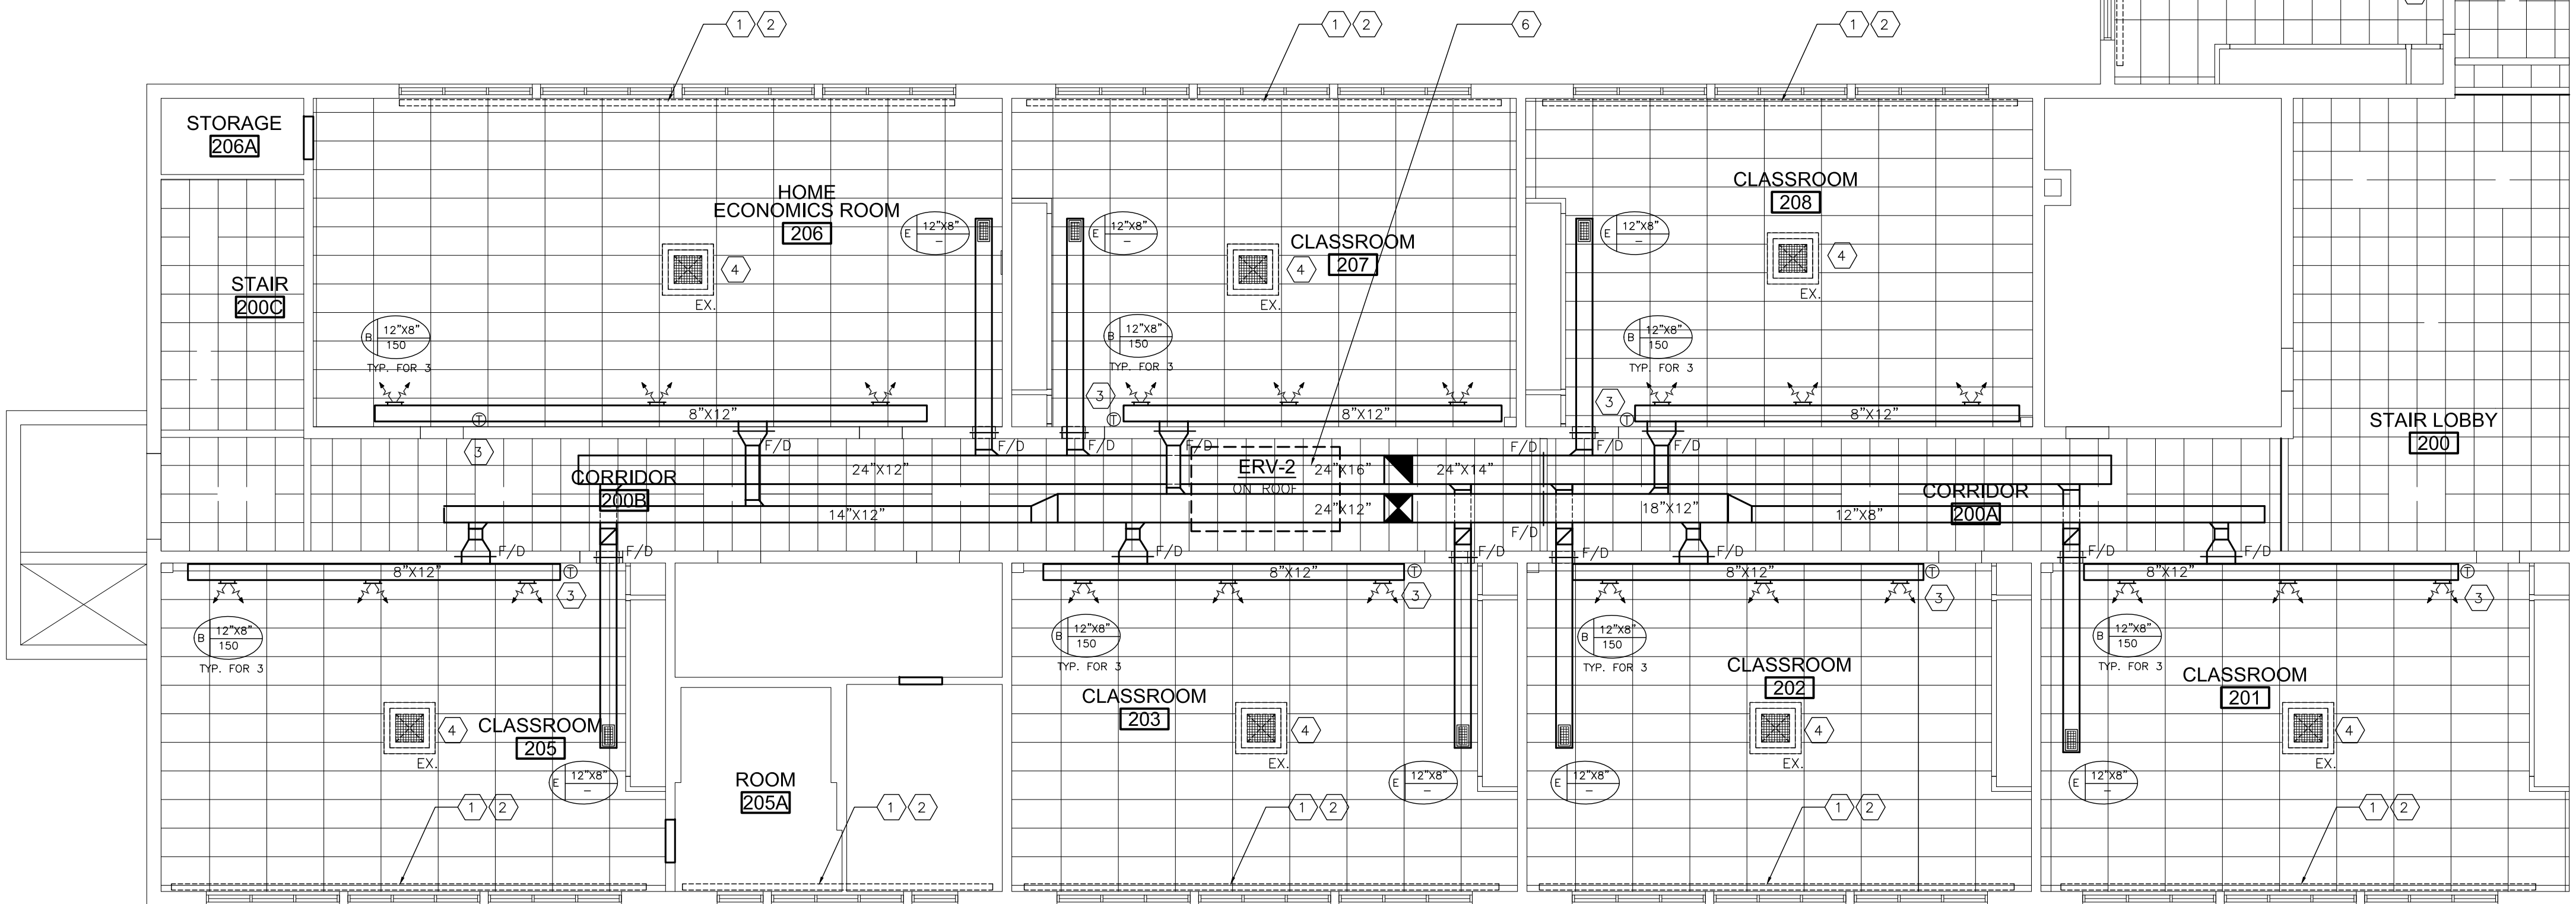 1 2
1 2
6
1 2
STORAGE
206A
HOME
ECONOMICS ROOM
206
E 12"X8"
–
E 12"X8"
–
CLASSROOM
207
E 12"X8"
–
CLASSROOM
208
4
EX.
4
EX.
4
EX.
STAIR
200C
B 12"X8"
150
TYP. FOR 3
B 12"X8"
150
TYP. FOR 3
B 12"X8"
150
TYP. FOR 3
T
8"X12"
3
T
8"X12"
3
T
8"X12"
STAIR LOBBY
200
3
F/D
F/D
F/D
F/D
F/D
F/D
F/D
CORRIDOR
200B
24"X12"
ERV-2
ON ROOF
24"X16"
24"X14"
14"X12"
24"X12"
18"X12"
12"X8"
CORRIDOR
200A
F/D
F/D
F/D
F/D
F/D
F/D
F/D
F/D
F/D
8"X12"
T
3
8"X12"
T
3
8"X12"
T
3
8"X12"
T
3
B 12"X8"
150
TYP. FOR 3
B 12"X8"
150
TYP. FOR 3
B 12"X8"
150
TYP. FOR 3
B 12"X8"
150
TYP. FOR 3
4
EX.
CLASSROOM
205
E 12"X8"
–
ROOM
205A
CLASSROOM
203
4
EX.
E 12"X8"
–
CLASSROOM
202
4
EX.
E 12"X8"
–
CLASSROOM
201
4
EX.
E 12"X8"
–
1 2
1 2
1 2
1 2
1 2